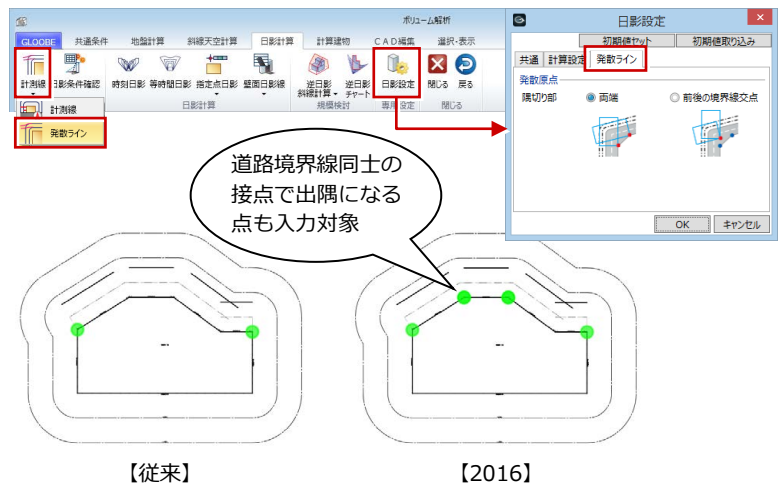 ボリューム解析
GLOOBE 共通条件 地盤計算 斜線天空計算 日影計算 計算建物 CAD編集 選択・表示
計測線 日影条件確認 時刻日影 等時間日影 指定点日影 壁面日影線 逆日影斜線計算 逆日影チャート 日影設定 閉じる 戻る
日影計算 規模検討 専用設定 閉じる
計測線
発散ライン
日影設定
初期値セット 初期値取り込み
共通 計算設定 発散ライン
発散原点
隅切り部 両端 前後の境界線交点
OK キャンセル
道路境界線同士の
接点で出隅になる
点も入力対象
【従来】 【2016】